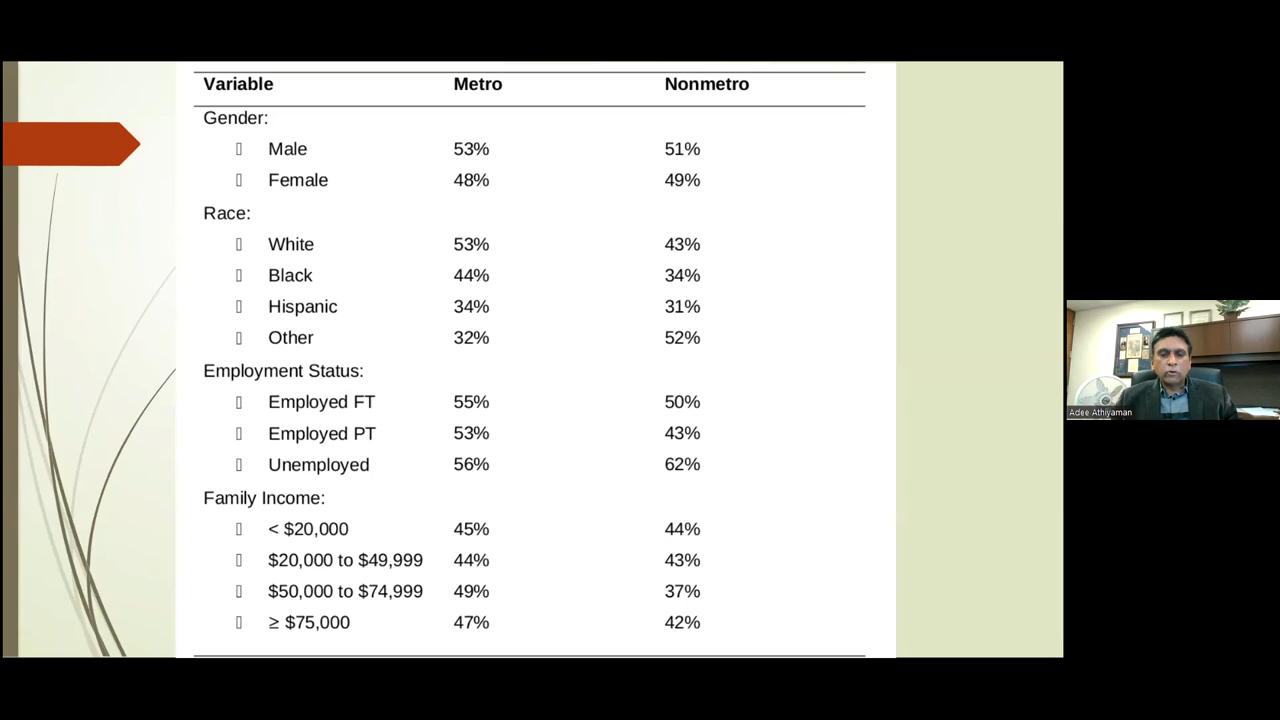 Variable Metro Nonmetro
Gender:
Male 53% 51%
Female 48% 49%
Race:
White 53% 43%
Black 44% 34%
Hispanic 34% 31%
Other 32% 52%
Employment Status:
Employed FT 55% 50%
Employed PT 53% 43%
Unemployed 56% 62%
Family Income:
< $20,000 45% 44%
$20,000 to $49,999 44% 43%
$50,000 to $74,999 49% 37%
≥ $75,000 47% 42%
Adee Athiyaman